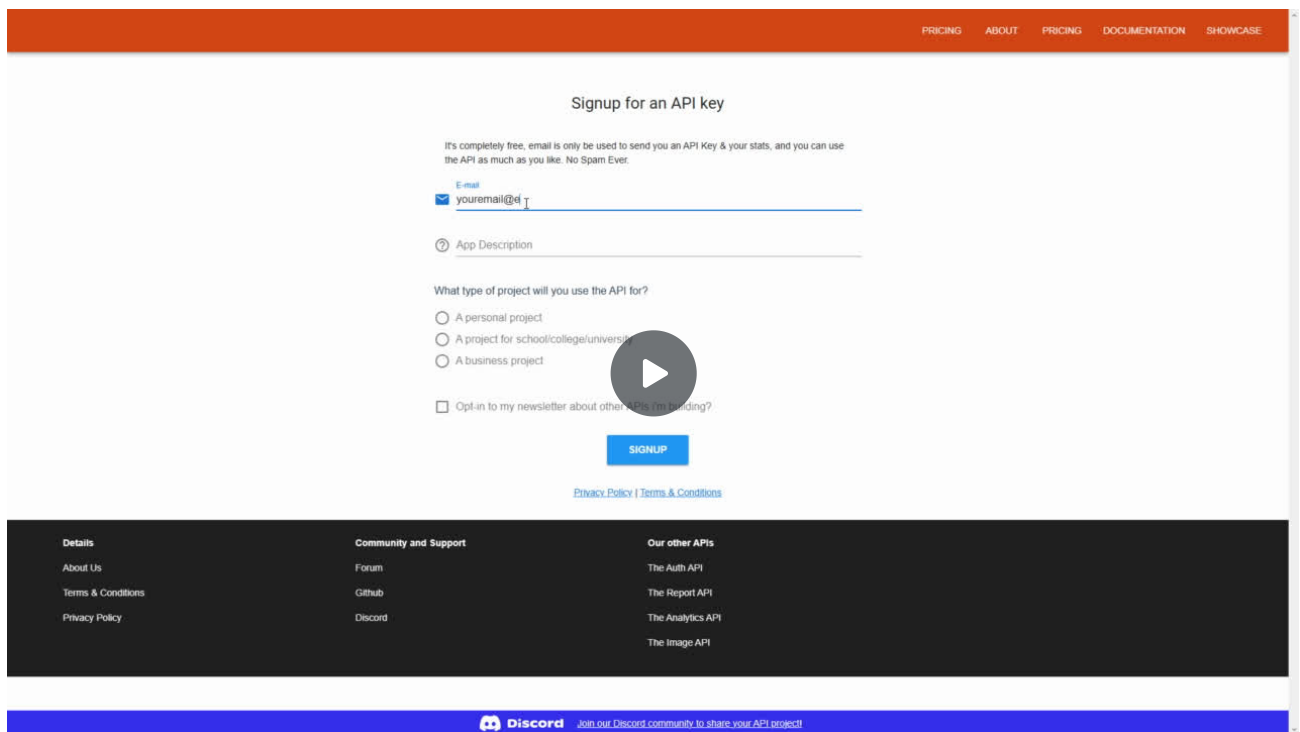 PRICING ABOUT PRICING DOCUMENTATION SHOWCASE
Signup for an API key
It's completely free, email is only be used to send you an API Key & your stats, and you can use
the API as much as you like. No Spam Ever.
E-mail
youremail@e
App Description
What type of project will you use the API for?
A personal project
A project for school/college/university
A business project
Opt-in to my newsletter about other APIs i'm building?
SIGNUP
Privacy Policy | Terms & Conditions
Details Community and Support Our other APIs
About Us Forum The Auth API
Terms & Conditions Github The Report API
Privacy Policy Discord The Analytics API
The Image API
Discord Join our Discord community to share your API project!